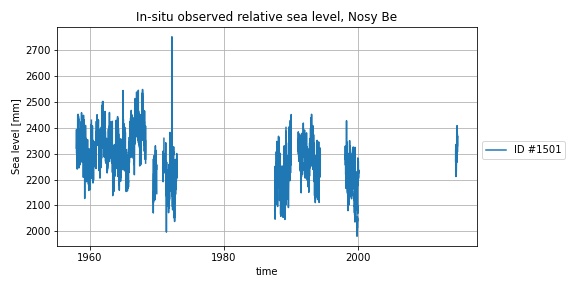 In-situ observed relative sea level, Nosy Be
Sea level [mm]
2700
2600
2500
2400
2300
2200
2100
2000
1960
1980
2000
time
ID #1501